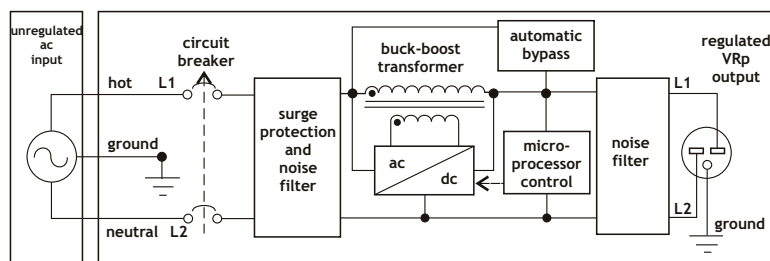 unregulated
ac
input
hot
L1
circuit
breaker
ground
neutral
L2
surge
protection
and
noise
filter
buck-boost
transformer
ac
dc
automatic
bypass
micro-
processor
control
noise
filter
regulated
VRp
output
L1
L2
ground